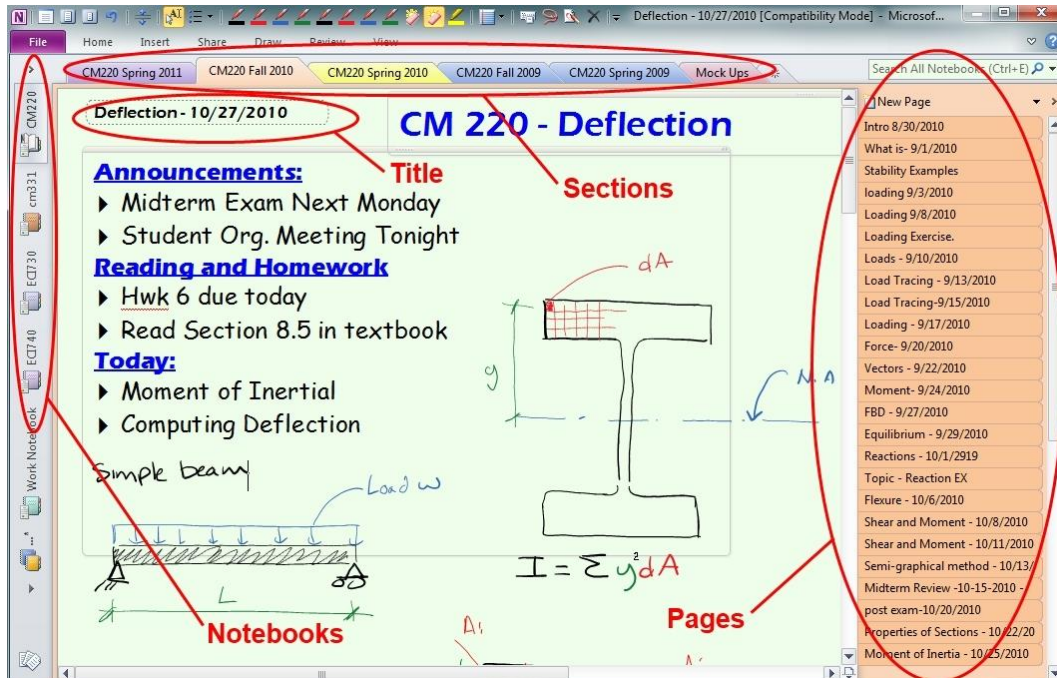 Deflection - 10/27/2010 [Compatibility Mode] - Microsof...
File Home Insert Share Draw Review View
CM220 Spring 2011 CM220 Fall 2010 CM220 Spring 2010 CM220 Fall 2009 CM220 Spring 2009 Mock Ups
Search All Notebooks (Ctrl+E)
CM220
cm331
ECI730
ECI740
Work Notebook
Deflection - 10/27/2010
CM 220 - Deflection
Title
Sections
Announcements:
Midterm Exam Next Monday
Student Org. Meeting Tonight
Reading and Homework
Hwk 6 due today
Read Section 8.5 in textbook
Today:
Moment of Inertial
Computing Deflection
Simple beam
Load w
L
Notebooks
dA
y
N.A
I = Σ y²dA
A₁
Pages
New Page
Intro 8/30/2010
What is- 9/1/2010
Stability Examples
loading 9/3/2010
Loading 9/8/2010
Loading Exercise.
Loads - 9/10/2010
Load Tracing - 9/13/2010
Load Tracing-9/15/2010
Loading - 9/17/2010
Force- 9/20/2010
Vectors - 9/22/2010
Moment- 9/24/2010
FBD - 9/27/2010
Equilibrium - 9/29/2010
Reactions - 10/1/2919
Topic - Reaction EX
Flexure - 10/6/2010
Shear and Moment - 10/8/2010
Shear and Moment - 10/11/2010
Semi-graphical method - 10/13/
Midterm Review -10-15-2010 -
post exam-10/20/2010
Properties of Sections - 10/22/20
Moment of Inertia - 10/25/2010